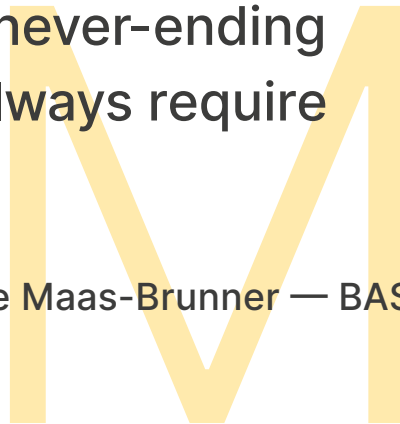 never-ending
lways require
e Maas-Brunner — BAS
M